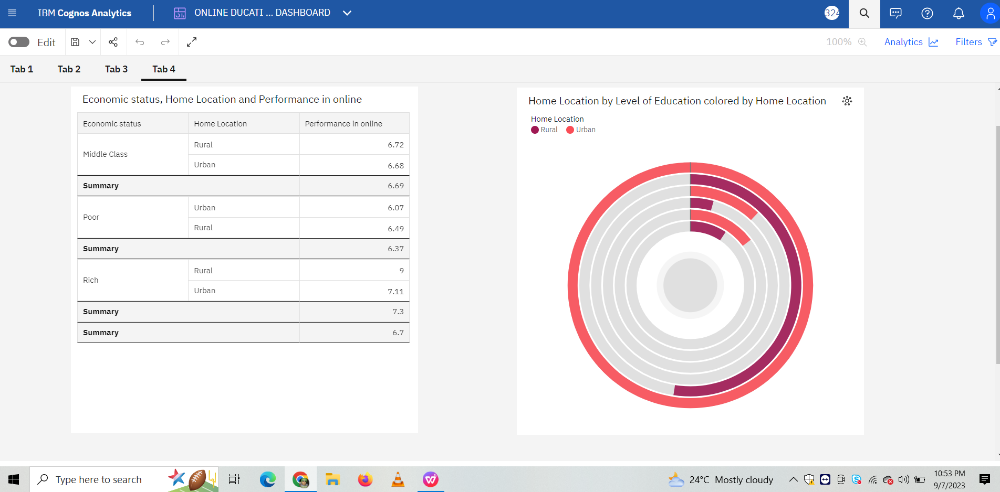 IBM Cognos Analytics
ONLINE DUCATI ... DASHBOARD
324
Edit
100%
Analytics
Filters
Tab 1 Tab 2 Tab 3 Tab 4
Economic status, Home Location and Performance in online
Economic status Home Location Performance in online
Middle Class Rural 6.72
Urban 6.68
Summary 6.69
Poor Urban 6.07
Rural 6.49
Summary 6.37
Rich Rural 9
Urban 7.11
Summary 7.3
Summary 6.7
Home Location by Level of Education colored by Home Location
Home Location
Rural Urban
Type here to search
24°C Mostly cloudy
10:53 PM
9/7/2023